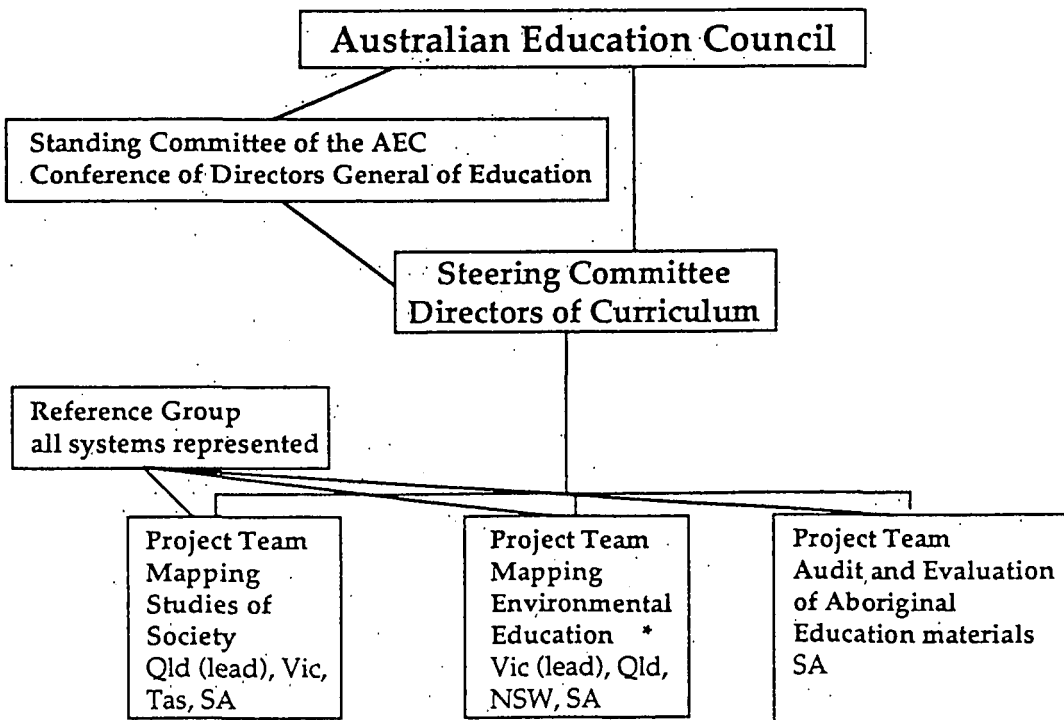 Australian Education Council
Standing Committee of the AEC
Conference of Directors General of Education
Steering Committee
Directors of Curriculum
Reference Group
all systems represented
Project Team
Mapping
Studies of
Society
Qld (lead), Vic,
Tas, SA
Project Team
Mapping
Environmental
Education *
Vic (lead), Qld,
NSW, SA
Project Team
Audit and Evaluation
of Aboriginal
Education materials
SA